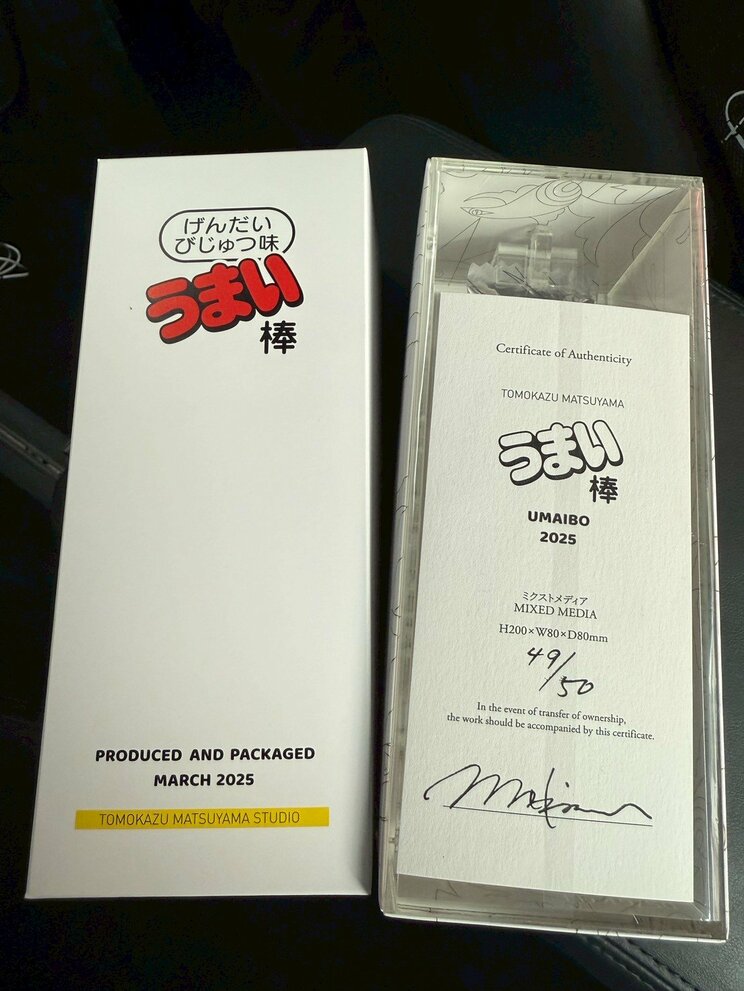 げんだい
びじゅつ味
うまい
棒
PRODUCED AND PACKAGED
MARCH 2025
TOMOKAZU MATSUYAMA STUDIO
Certificate of Authenticity
TOMOKAZU MATSUYAMA
うまい
棒
UMAIBO
2025
ミクストメディア
MIXED MEDIA
H200×W80×D80mm
49/50
In the event of transfer of ownership,
the work should be accompanied by this certificate.